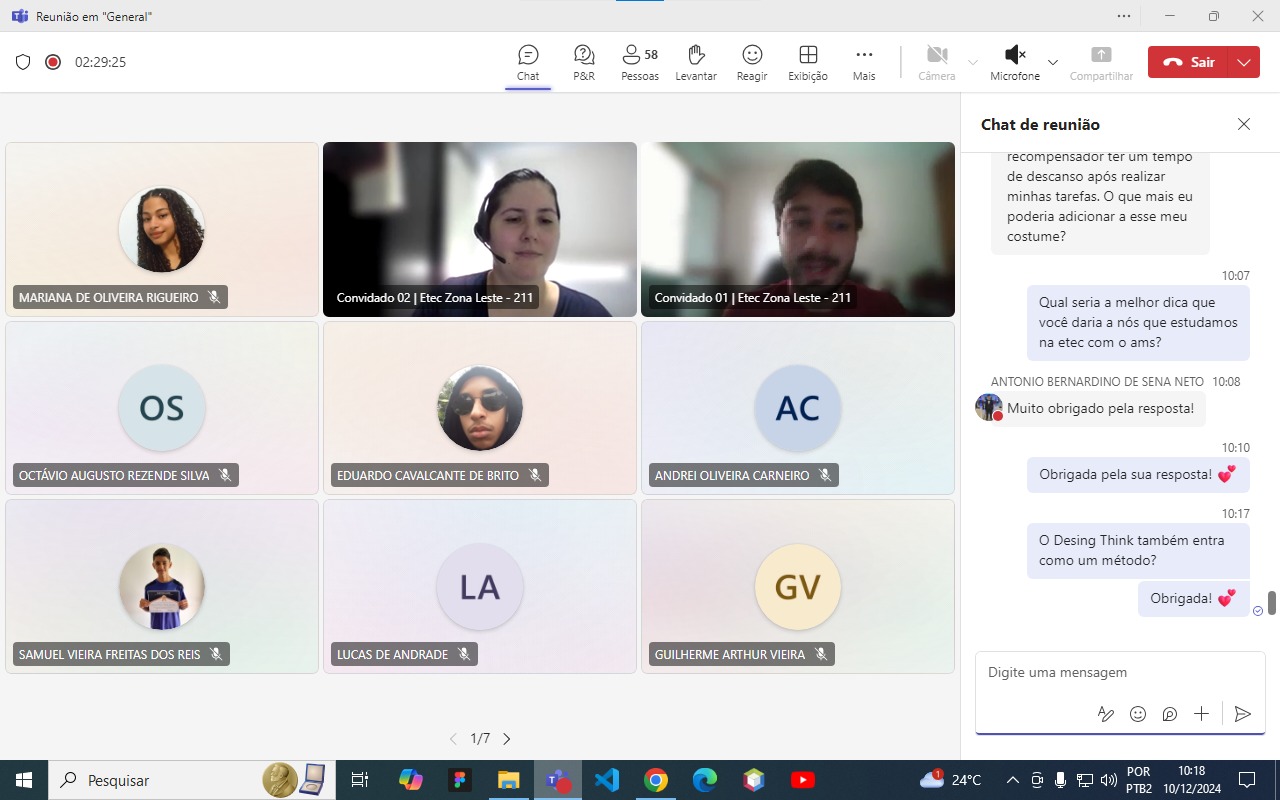 Reunião em "General"
02:29:25
Chat
P&R
58
Pessoas
Levantar
Reagir
Exibição
Mais
Câmera
Microfone
Compartilhar
Sair
MARIANA DE OLIVEIRA RIGUEIRO
Convidado 02 | Etec Zona Leste - 211
Convidado 01 | Etec Zona Leste - 211
OS
OCTÁVIO AUGUSTO REZENDE SILVA
EDUARDO CAVALCANTE DE BRITO
AC
ANDREI OLIVEIRA CARNEIRO
SAMUEL VIEIRA FREITAS DOS REIS
LA
LUCAS DE ANDRADE
GV
GUILHERME ARTHUR VIEIRA
1/7
Chat de reunião
recompensador ter um tempo
de descanso após realizar
minhas tarefas. O que mais eu
poderia adicionar a esse meu
costume?
10:07
Qual seria a melhor dica que
você daria a nós que estudamos
na etec com o ams?
ANTONIO BERNARDINO DE SENA NETO 10:08
Muito obrigado pela resposta!
10:10
Obrigada pela sua resposta! 💕
10:17
O Desing Think também entra
como um método?
Obrigada! 💕
Digite uma mensagem
Pesquisar
1
24°C
POR
PTB2
10:18
10/12/2024